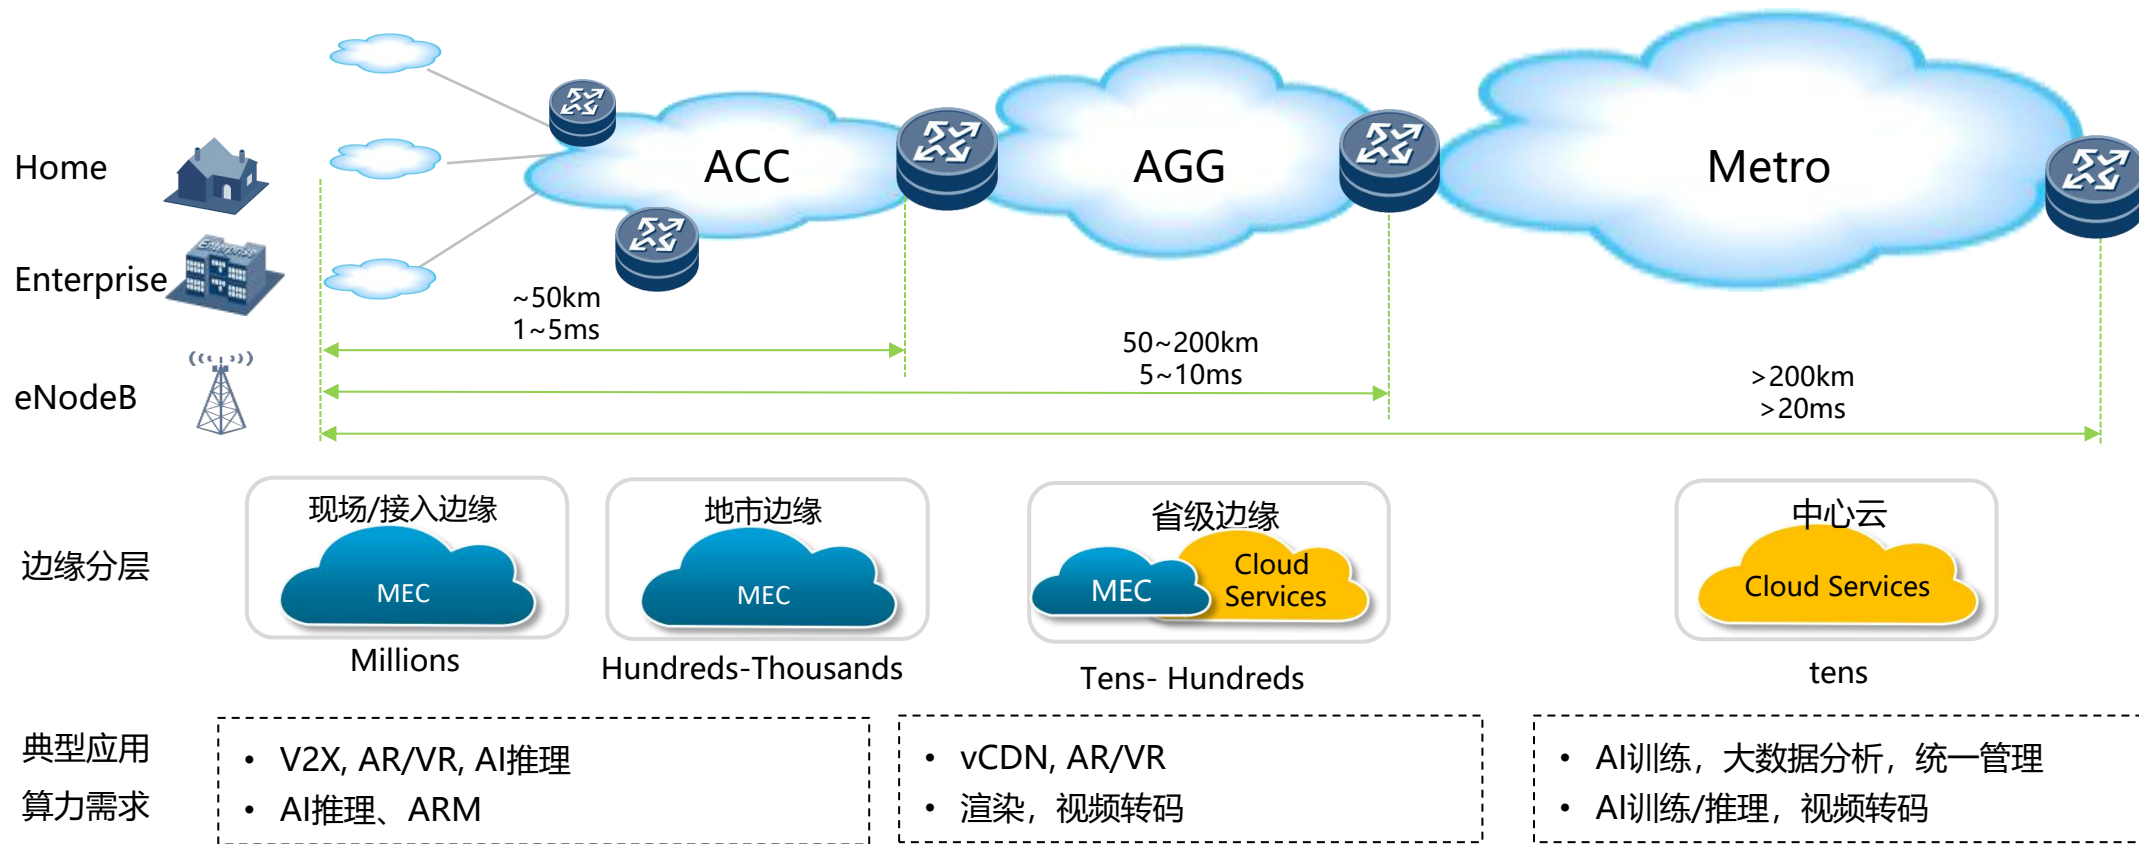 Home
ACC
AGG
Metro
Enterprise
Enterprise
~50km
1~5ms
50~200km
5~10ms
>200km
>20ms
eNodeB
边缘分层
现场/接入边缘
MEC
Millions
地市边缘
MEC
Hundreds-Thousands
省级边缘
MEC
Cloud
Services
Tens- Hundreds
中心云
Cloud Services
tens
典型应用
算力需求
• V2X, AR/VR, AI推理
• AI推理、ARM
• vCDN, AR/VR
• 渲染，视频转码
• AI训练，大数据分析，统一管理
• AI训练/推理，视频转码